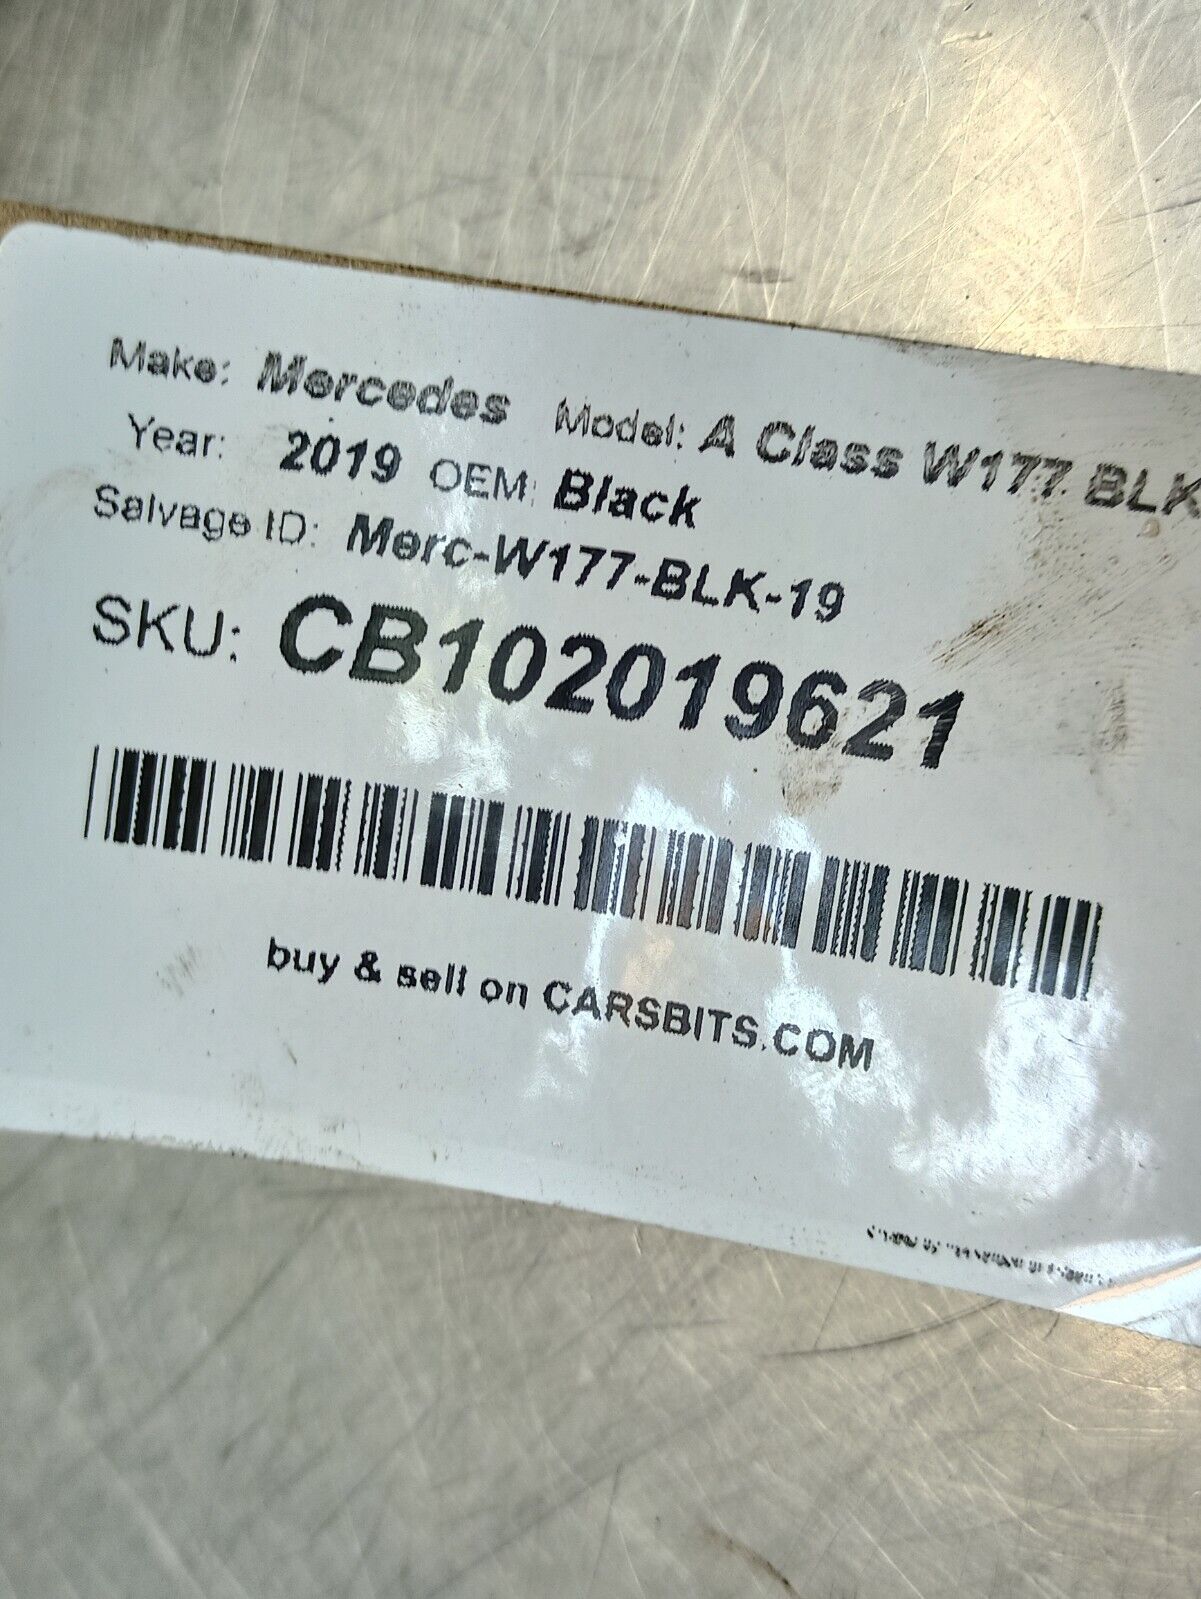 Make: Mercedes Model: A Class W177 BLK
Year: 2019 OEM: Black
Salvage ID: Merc-W177-BLK-19
SKU: CB102019621
buy & sell on CARSBITS.COM